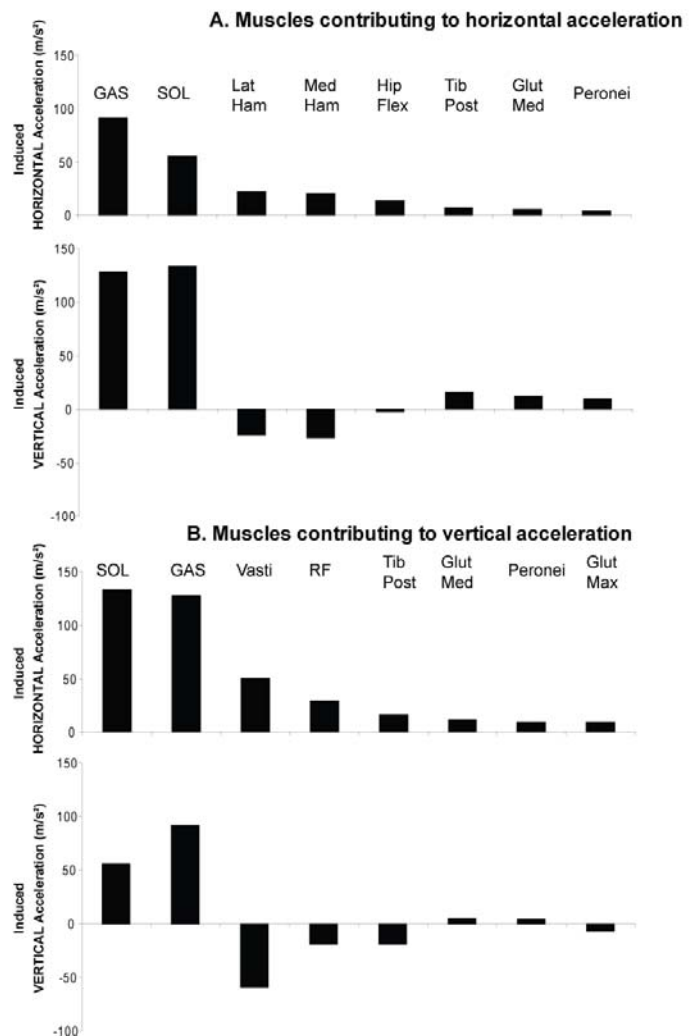 A. Muscles contributing to horizontal acceleration
Induced
HORIZONTAL Acceleration (m/s²)
150
100
50
0
GAS
SOL
Lat
Ham
Med
Ham
Hip
Flex
Tib
Post
Glut
Med
Peronei
Induced
VERTICAL Acceleration (m/s²)
150
100
50
0
-50
-100
B. Muscles contributing to vertical acceleration
Induced
HORIZONTAL Acceleration (m/s²)
150
100
50
0
SOL
GAS
Vasti
RF
Tib
Post
Glut
Med
Peronei
Glut
Max
Induced
VERTICAL Acceleration (m/s²)
150
100
50
0
-50
-100